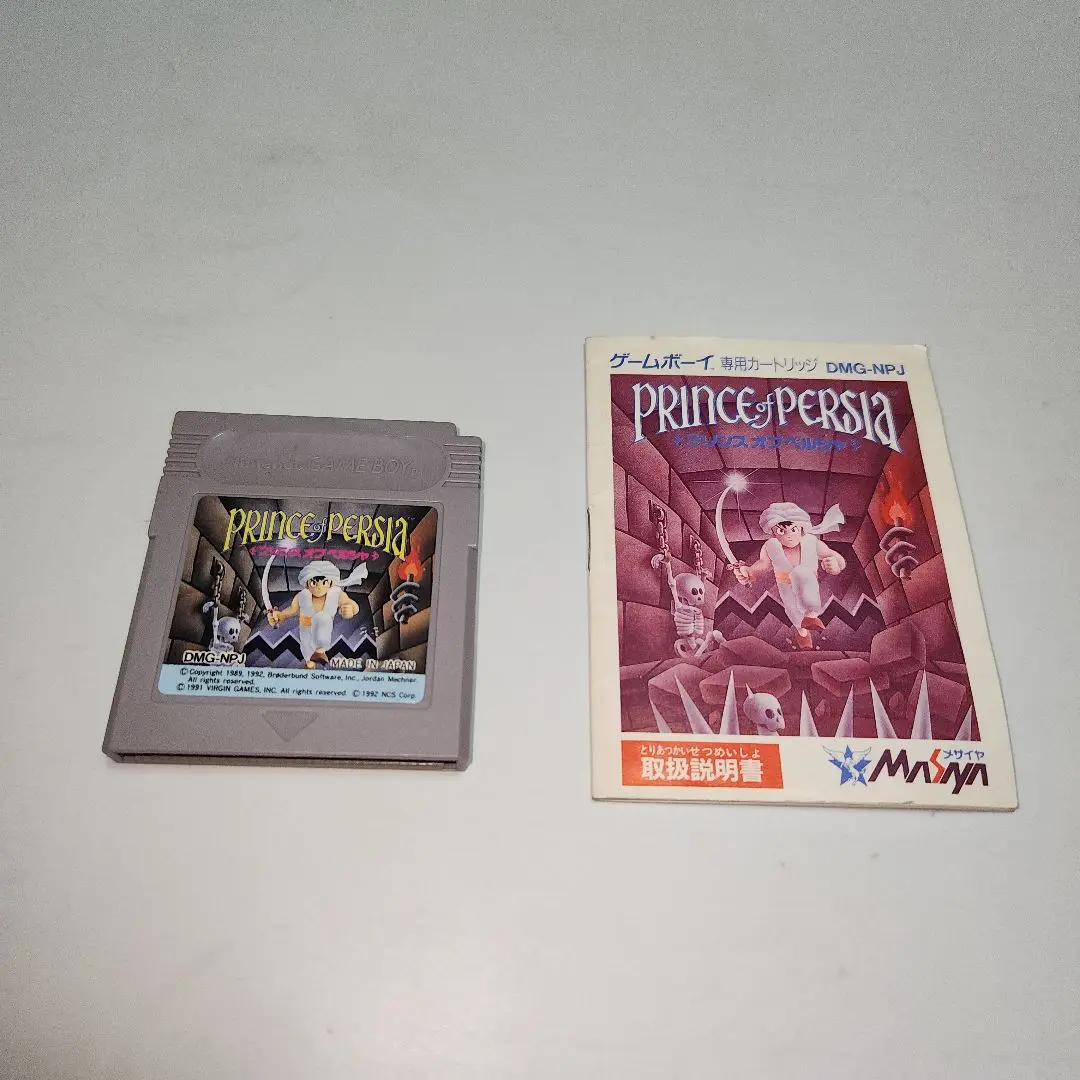 Nintendo GAME BOY
PRINCE of PERSIA™
プリンス オブ ペルシャ
DMG-NPJ
MADE IN JAPAN
© Copyright 1989, 1992, Brøderbund Software, Inc., Jordan Mechner.
All rights reserved.
© 1991 VIRGIN GAMES, INC. All rights reserved. © 1992 NCS Corp.
ゲームボーイ™ 専用カートリッジ DMG-NPJ
PRINCE of PERSIA
プリンス オブ ペルシャ
とりあつかいせつめいしょ
取扱説明書
メサイヤ
MASAYA